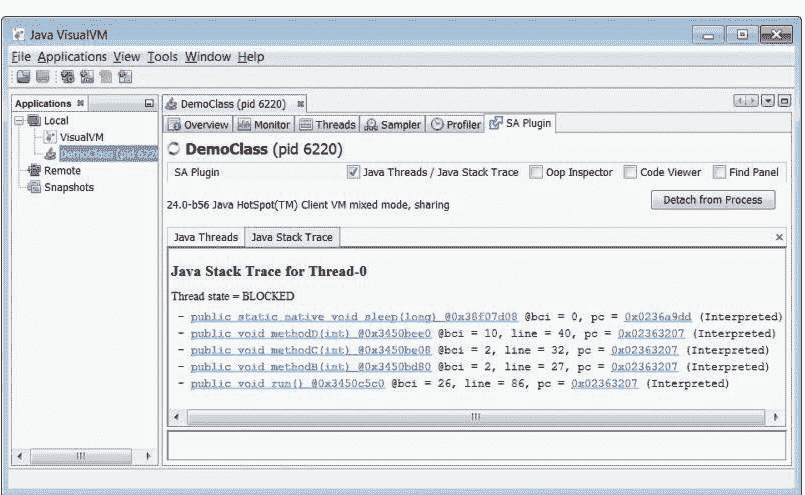 Java VisualVM
File Applications View Tools Window Help
Applications
Local
VisualVM
DemoClass (pid 622
Remote
Snapshots
DemoClass (pid 6220)
Overview Monitor Threads Sampler Profiler SA Plugin
DemoClass (pid 6220)
SA Plugin Java Threads / Java Stack Trace Oop Inspector Code Viewer Find Panel
24.0-b56 Java HotSpot(TM) Client VM mixed mode, sharing Detach from Process
Java Threads Java Stack Trace
Java Stack Trace for Thread-0
Thread state = BLOCKED
- public static native void sleep(long) @0x38f07d08 @bci = 0, pc = 0x0236a9dd (Interpreted)
- public void methodD(int) @0x3450bee0 @bci = 10, line = 40, pc = 0x02363207 (Interpreted)
- public void methodC(int) @0x3450be08 @bci = 2, line = 32, pc = 0x02363207 (Interpreted)
- public void methodB(int) @0x3450bd80 @bci = 2, line = 27, pc = 0x02363207 (Interpreted)
- public void run() @0x3450c5c0 @bci = 26, line = 86, pc = 0x02363207 (Interpreted)